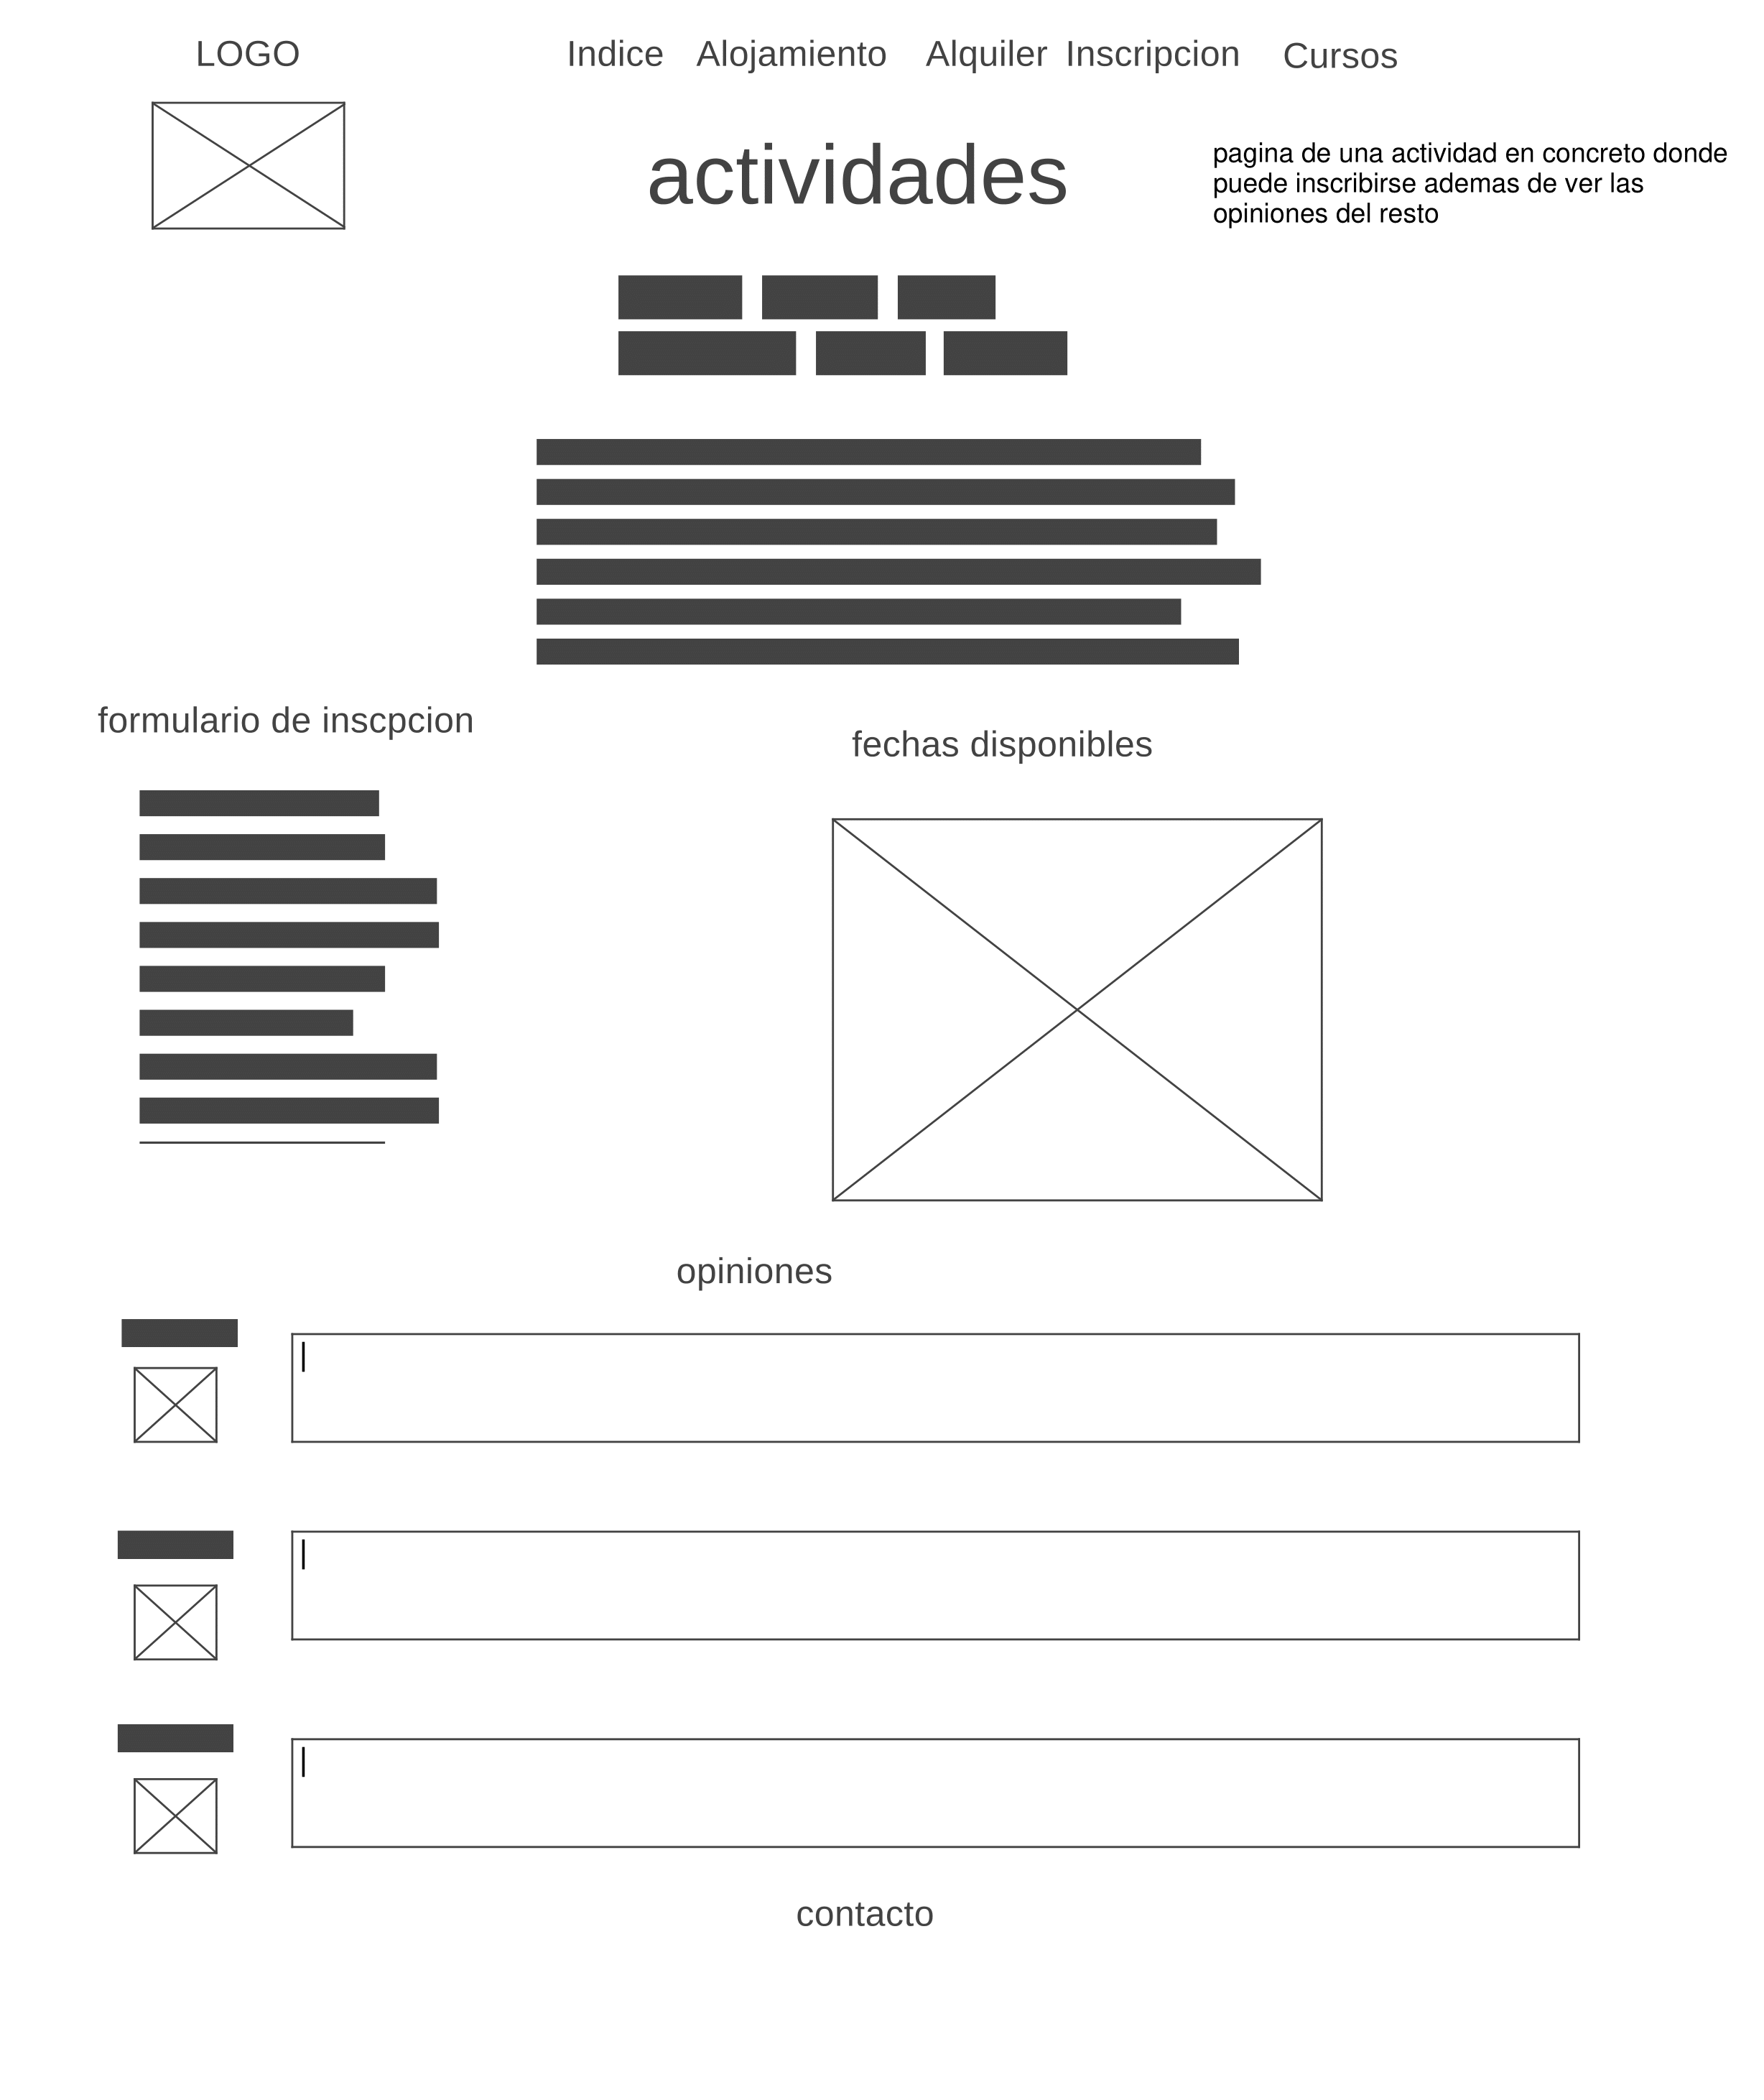 LOGO
Indice Alojamiento Alquiler Inscripcion Cursos
actividades
pagina de una actividad en concreto donde
puede inscribirse ademas de ver las
opiniones del resto
formulario de inscpcion
fechas disponibles
opiniones
contacto